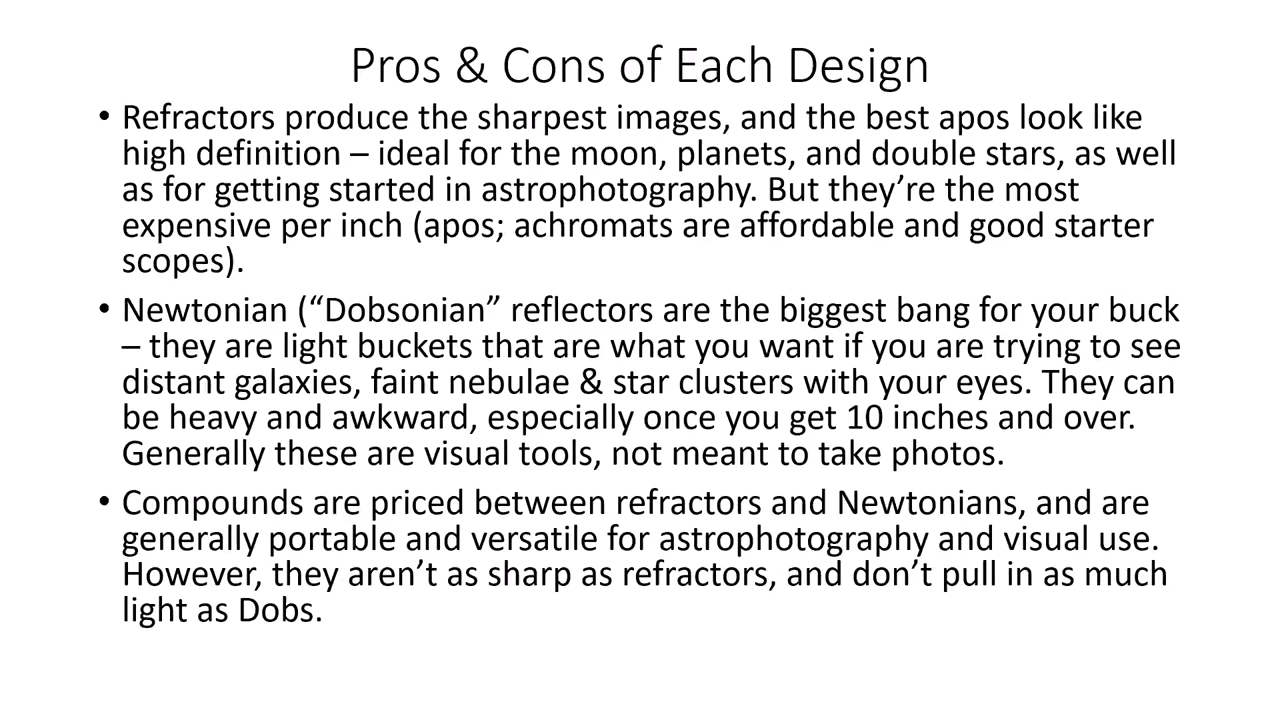 Pros & Cons of Each Design
• Refractors produce the sharpest images, and the best apos look like
high definition – ideal for the moon, planets, and double stars, as well
as for getting started in astrophotography. But they’re the most
expensive per inch (apos; achromats are affordable and good starter
scopes).
• Newtonian (“Dobsonian” reflectors are the biggest bang for your buck
– they are light buckets that are what you want if you are trying to see
distant galaxies, faint nebulae & star clusters with your eyes. They can
be heavy and awkward, especially once you get 10 inches and over.
Generally these are visual tools, not meant to take photos.
• Compounds are priced between refractors and Newtonians, and are
generally portable and versatile for astrophotography and visual use.
However, they aren’t as sharp as refractors, and don’t pull in as much
light as Dobs.